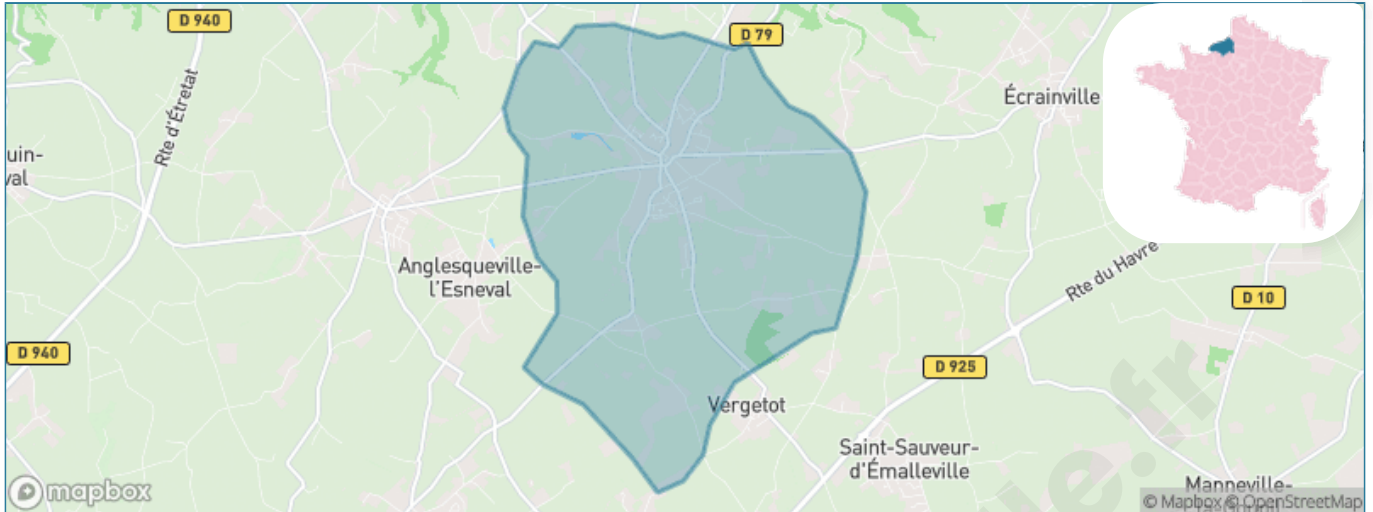 D 940
D 79
Écrainville
Rte d'Étretat
uin-
val
Anglesqueville-
l'Esneval
Rte du Havre
D 10
D 940
D 925
Vergetot
Saint-Sauveur-
d'Émalleville
Manneville-
mapbox
© Mapbox © OpenStreetMap